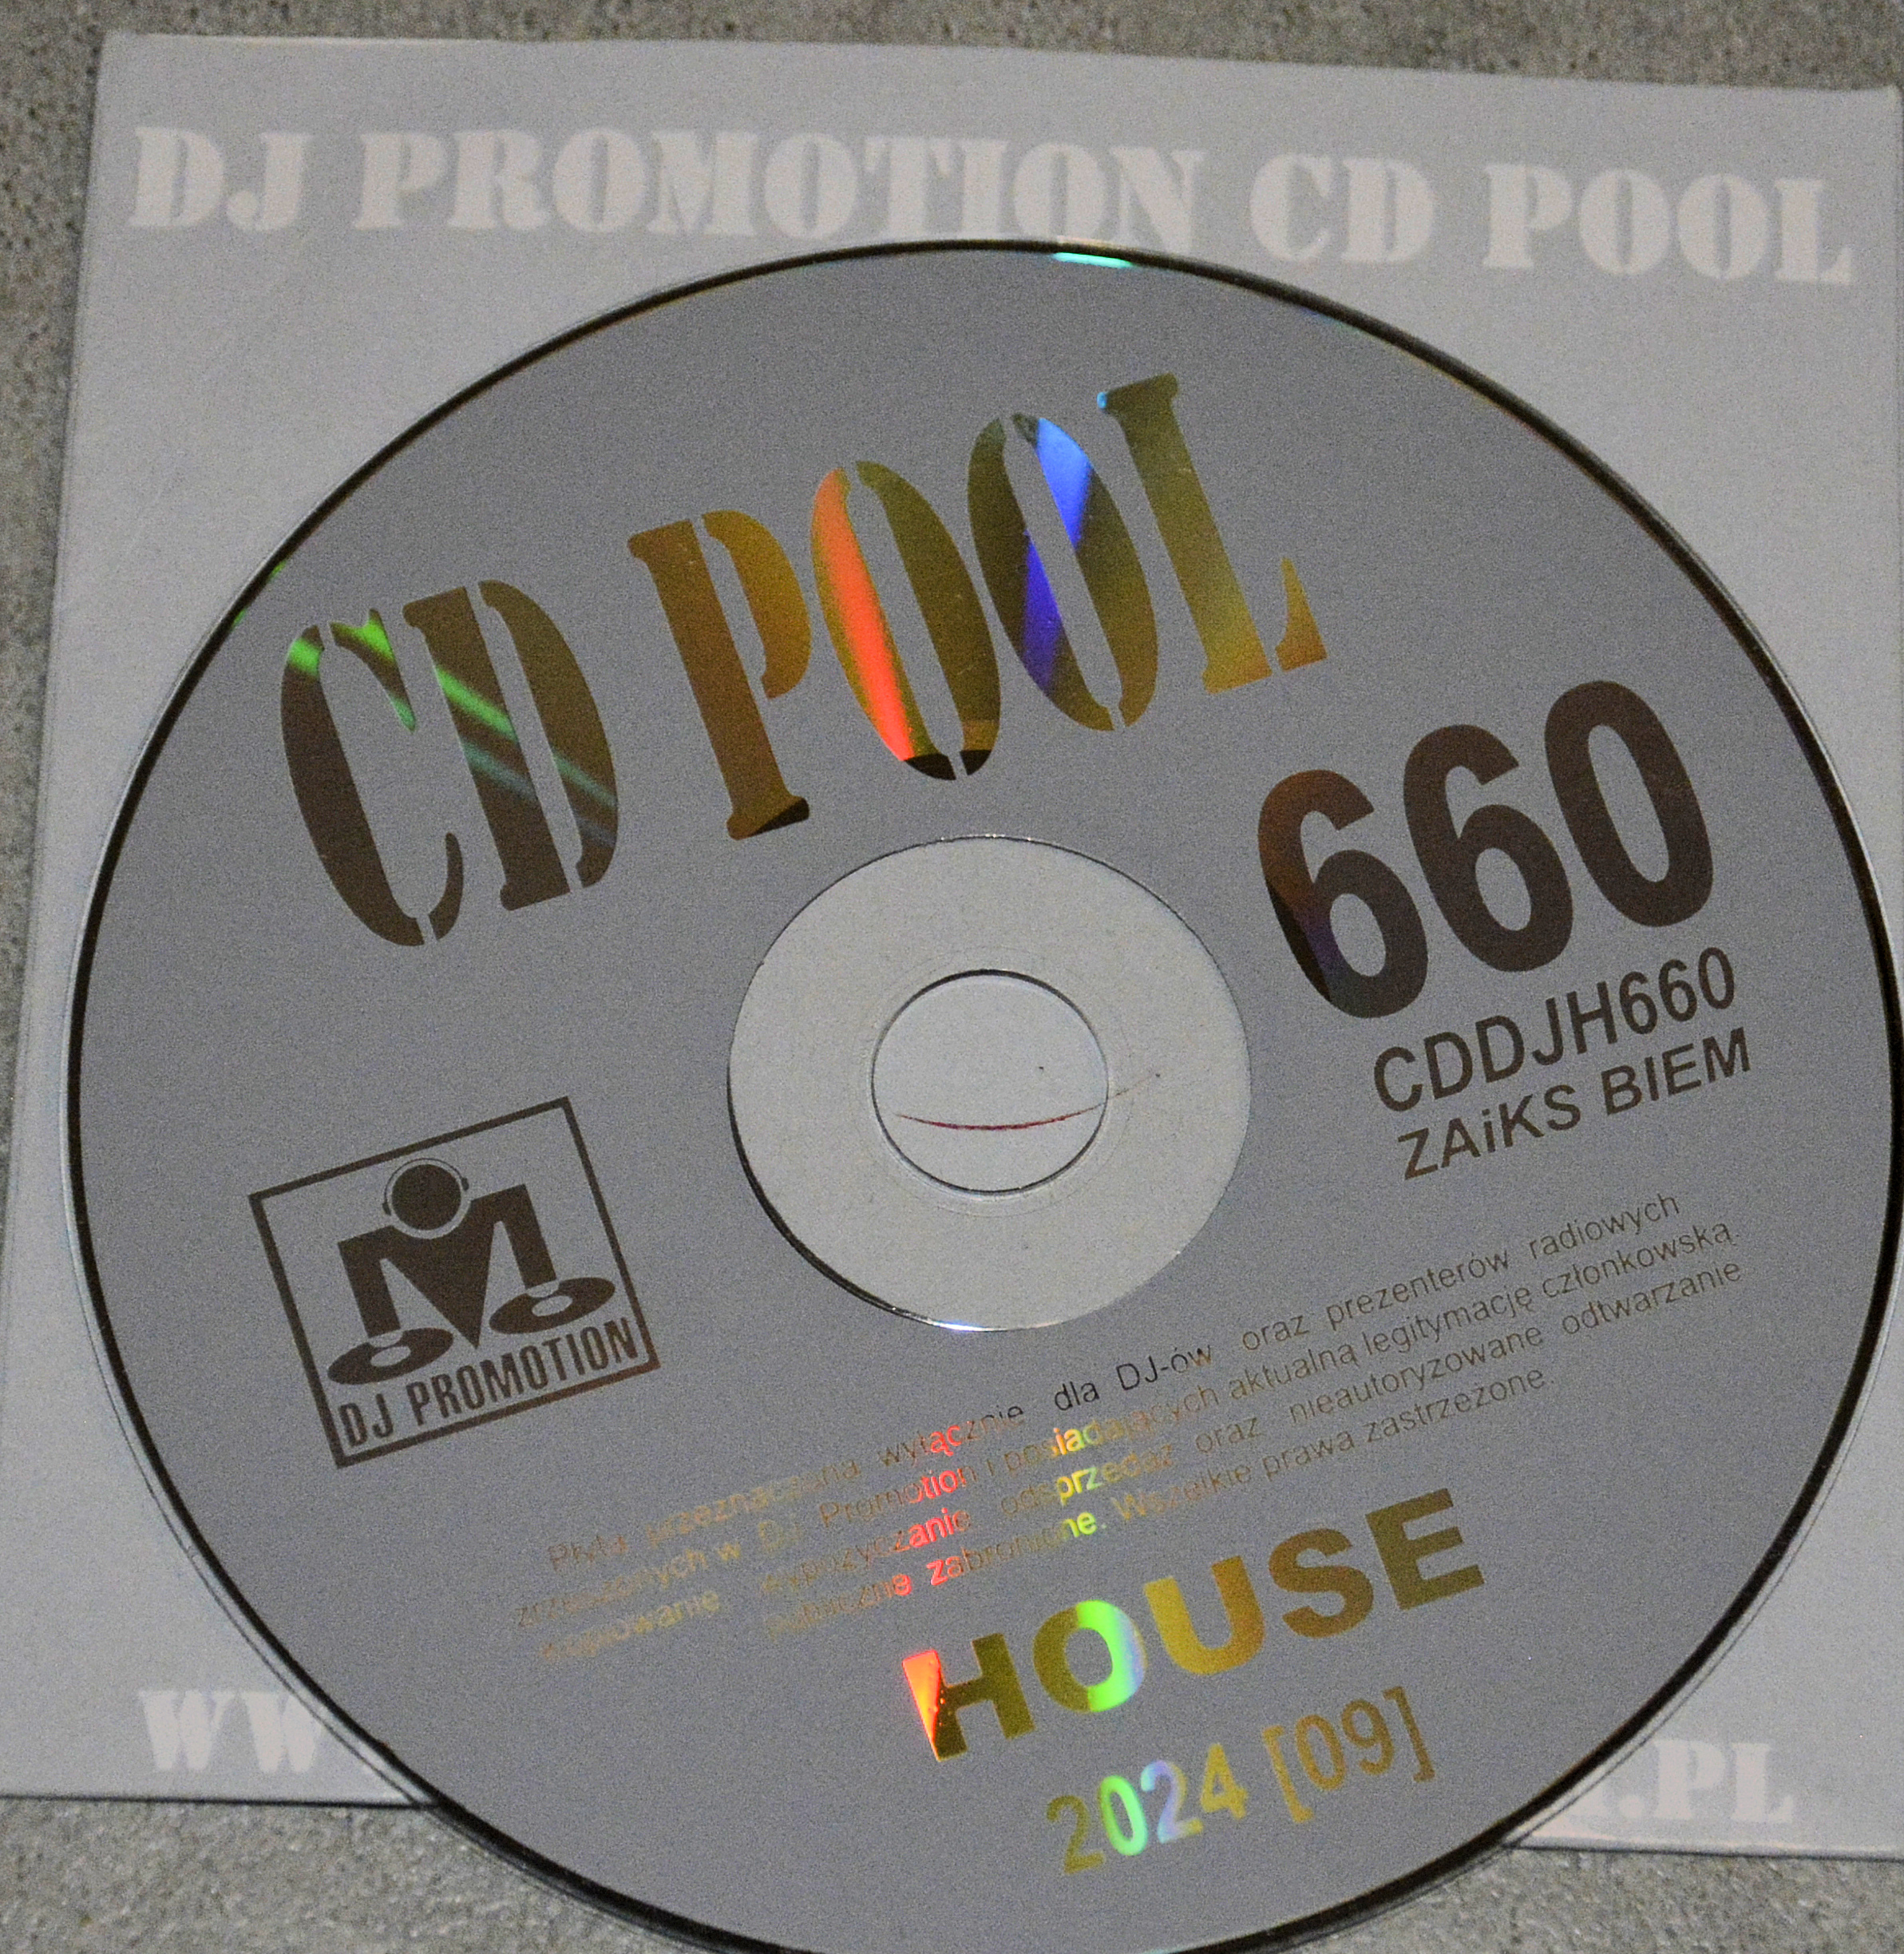 DJ PROMOTION CD POOL
CD POOL
660
CDDJH660
ZAiKS BIEM
DJ PROMOTION
Płyta przeznaczona wyłącznie dla DJ-ów oraz prezenterów radiowych
zrzeszonych w DJ Promotion i posiadających aktualną legitymację członkowską.
Kopiowanie wypożyczanie odsprzedaż oraz nieautoryzowane odtwarzanie
publiczne zabronione. Wszelkie prawa zastrzeżone.
HOUSE
2024 [09]
WW
.PL